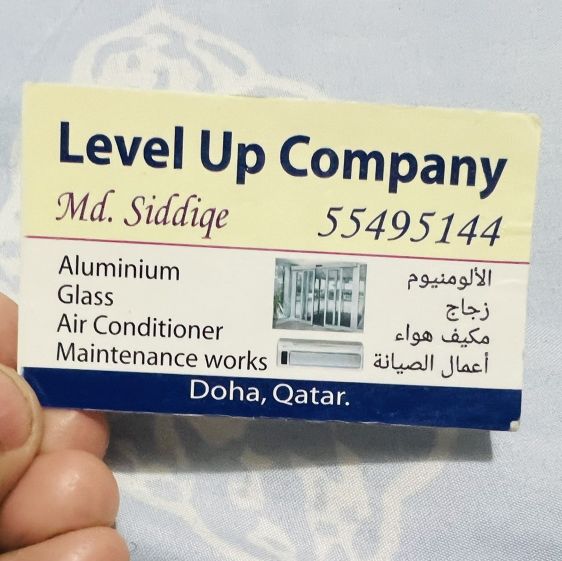 Level Up Company
Md. Siddiqe 55495144
Aluminium
Glass
Air Conditioner
Maintenance works
الألومنيوم
زجاج
مكيف هواء
أعمال الصيانة
Doha, Qatar.